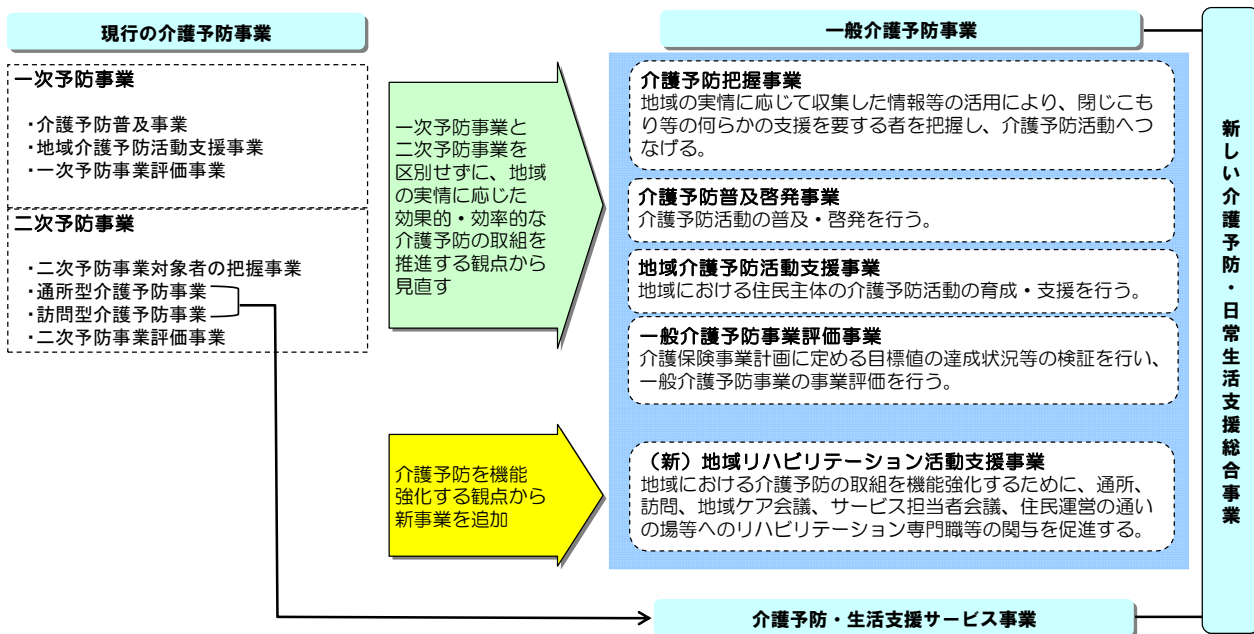 現行の介護予防事業
一次予防事業
・介護予防普及事業
・地域介護予防活動支援事業
・一次予防事業評価事業
二次予防事業
・二次予防事業対象者の把握事業
・通所型介護予防事業
・訪問型介護予防事業
・二次予防事業評価事業
一次予防事業と
二次予防事業を
区別せずに、地域
の実情に応じた
効果的・効率的な
介護予防の取組を
推進する観点から
見直す
介護予防を機能
強化する観点から
新事業を追加
一般介護予防事業
介護予防把握事業
地域の実情に応じて収集した情報等の活用により、閉じこも
り等の何らかの支援を要する者を把握し、介護予防活動へつ
なげる。
介護予防普及啓発事業
介護予防活動の普及・啓発を行う。
地域介護予防活動支援事業
地域における住民主体の介護予防活動の育成・支援を行う。
一般介護予防事業評価事業
介護保険事業計画に定める目標値の達成状況等の検証を行い、
一般介護予防事業の事業評価を行う。
（新）地域リハビリテーション活動支援事業
地域における介護予防の取組を機能強化するために、通所、
訪問、地域ケア会議、サービス担当者会議、住民運営の通い
の場等へのリハビリテーション専門職等の関与を促進する。
介護予防・生活支援サービス事業
新しい介護予防・日常生活支援総合事業